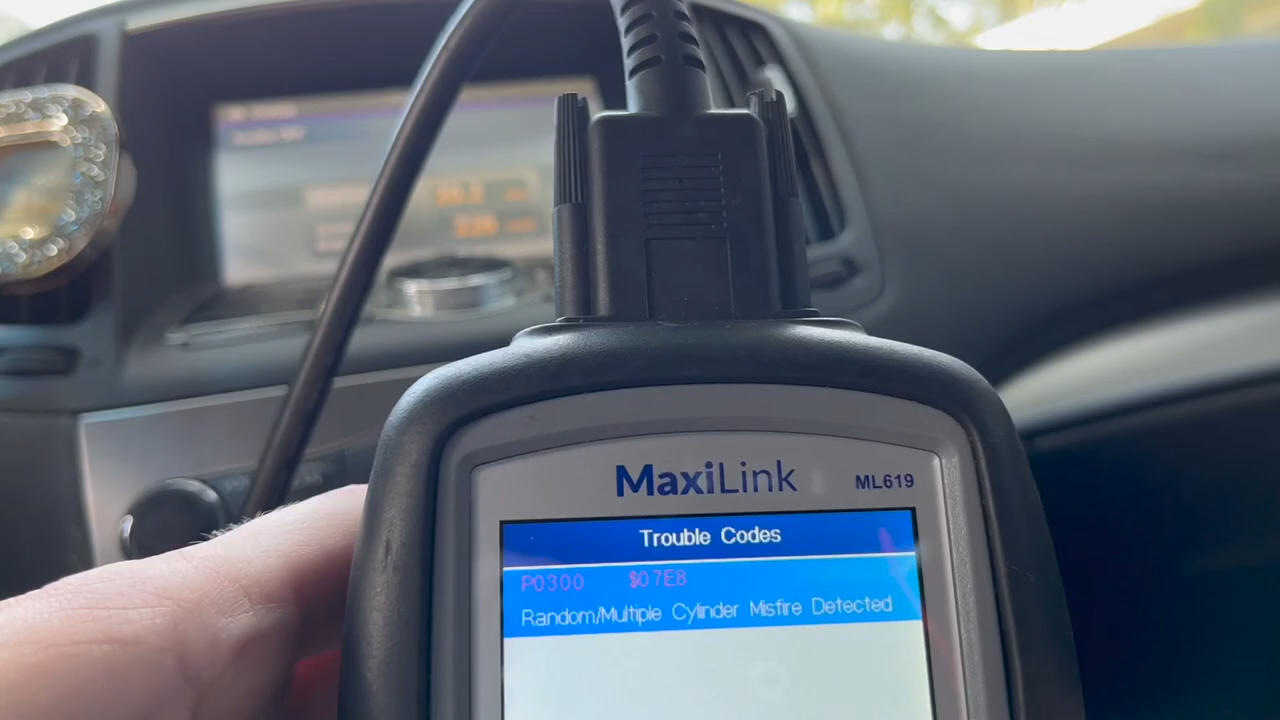 MaxiLink
ML619
Trouble Codes
P0300 $07E8
Random/Multiple Cylinder Misfire Detected